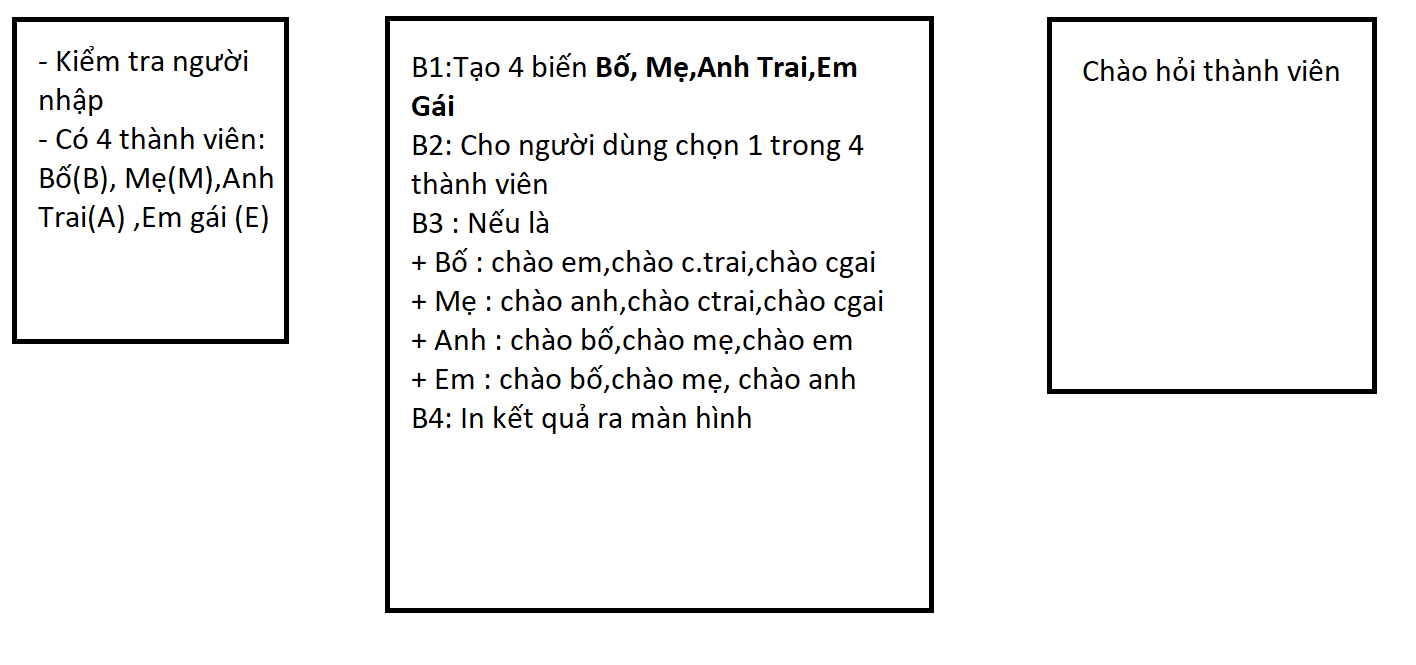 - Kiểm tra người
nhập
- Có 4 thành viên:
Bố(B), Mẹ(M),Anh
Trai(A) ,Em gái (E)
B1:Tạo 4 biến Bố, Mẹ,Anh Trai,Em
Gái
B2: Cho người dùng chọn 1 trong 4
thành viên
B3 : Nếu là
+ Bố : chào em,chào c.trai,chào cgai
+ Mẹ : chào anh,chào ctrai,chào cgai
+ Anh : chào bố,chào mẹ,chào em
+ Em : chào bố,chào mẹ, chào anh
B4: In kết quả ra màn hình
Chào hỏi thành viên